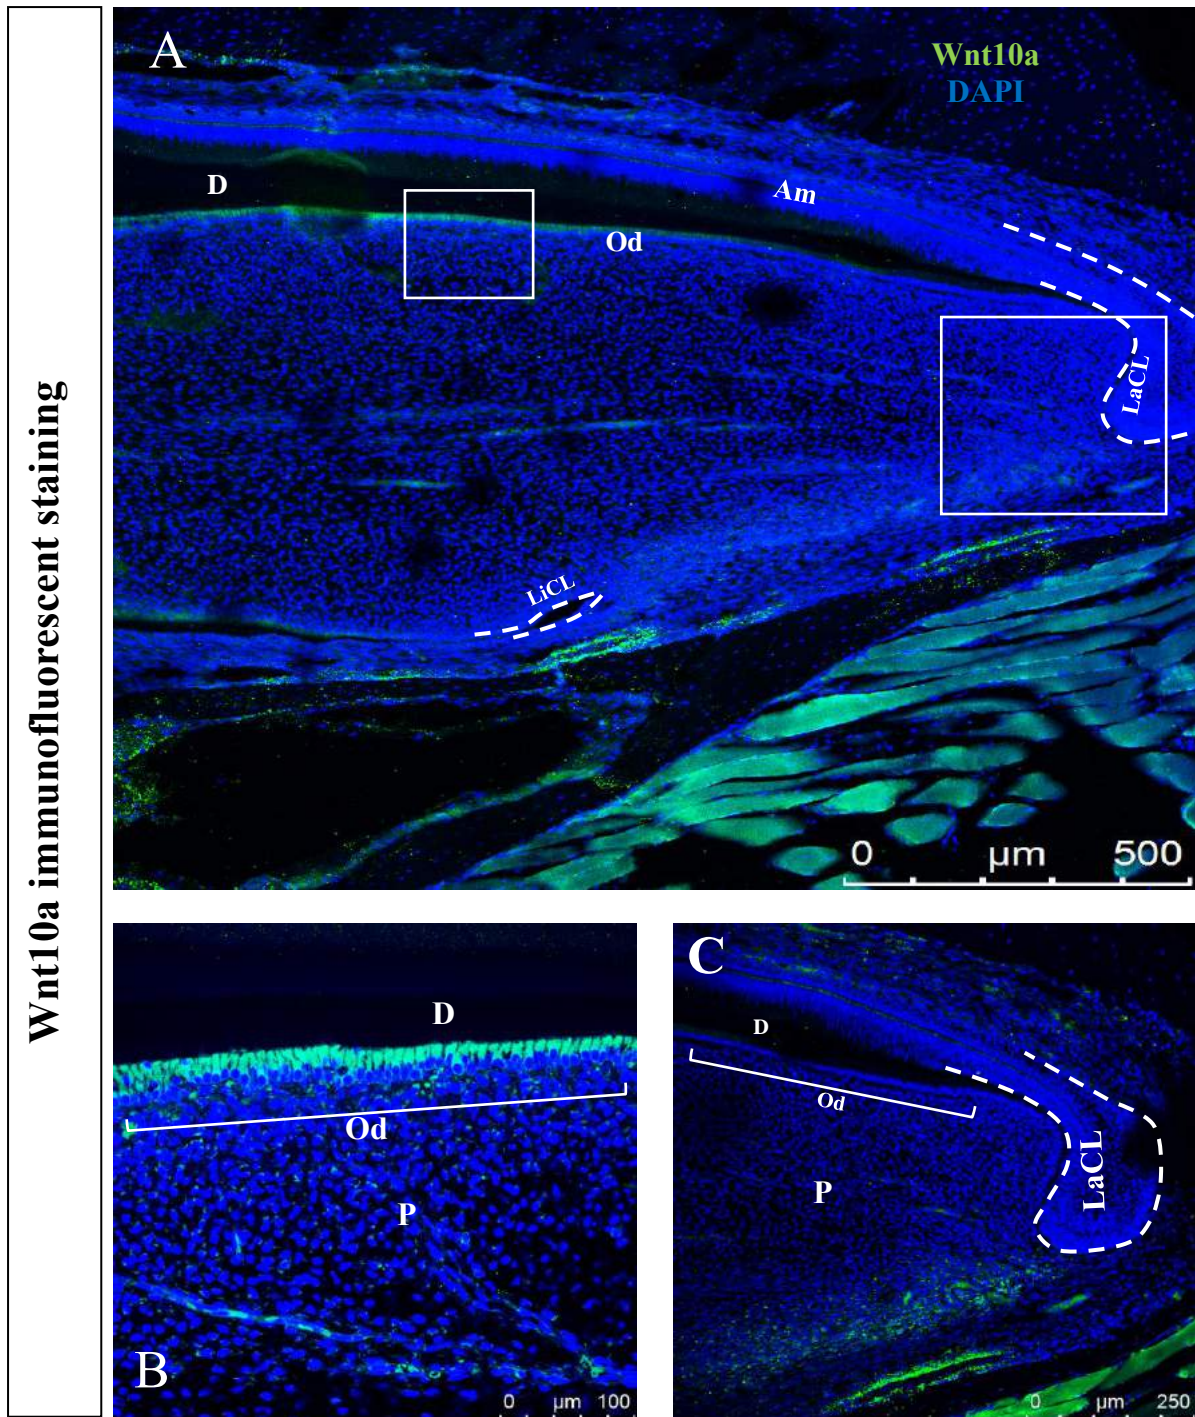 Wnt10a immunofluorescent staining
A
Wnt10a
DAPI
D
Am
Od
LaCL
LiCL
0 µm 500
B
D
Od
P
0 µm 100
C
D
Od
P
LaCL
0 µm 250